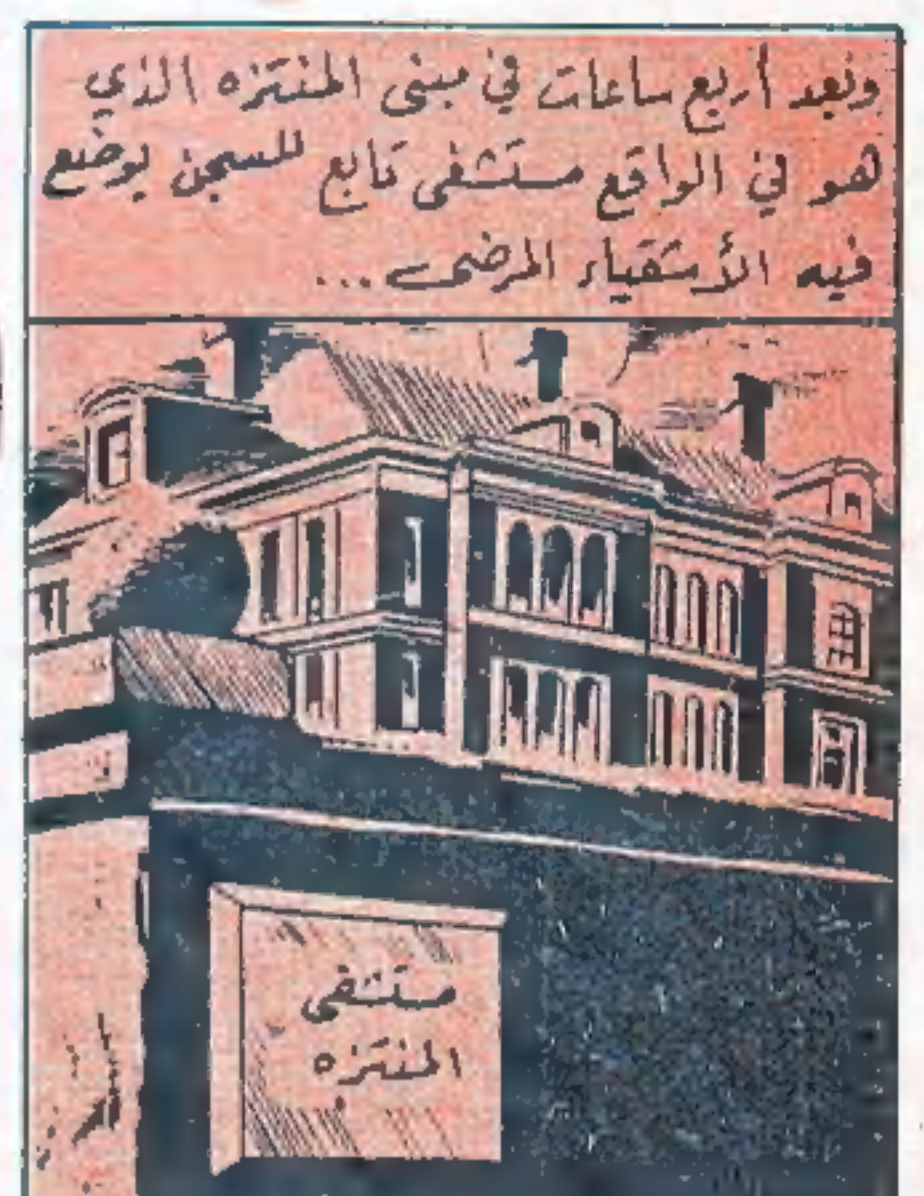 وبعد أربع ساعات في مبنى المنتزه الذي
هو في الواقع مستشفى تابع للسجن يوضع
فيه الأشقياء المرضى...
مستشفى
المنتزه